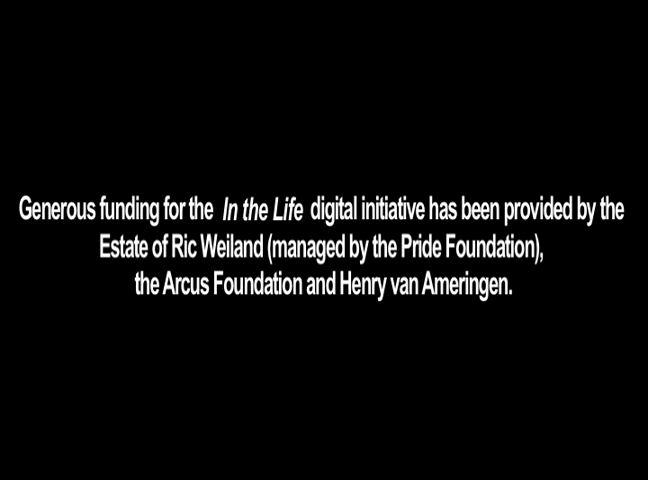 Generous funding for the In the Life digital initiative has been provided by the
Estate of Ric Weiland (managed by the Pride Foundation),
the Arcus Foundation and Henry van Ameringen.